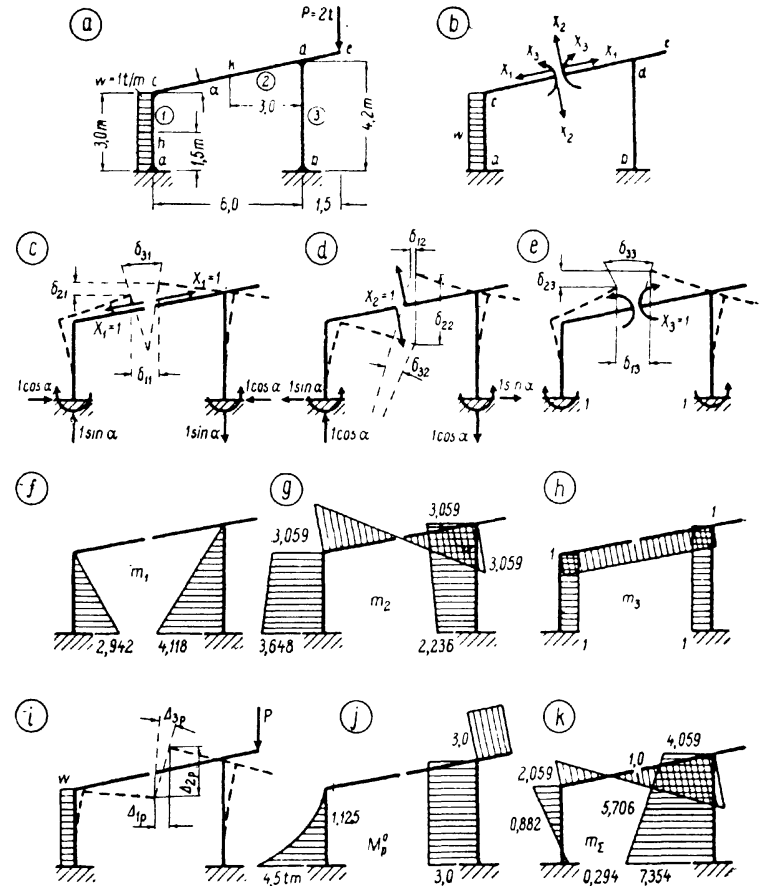 a
P=2t
w=1t/m
c
α
n
d
e
1
2
3
3,0
3,0m
h
1,5m
4,2m
a
b
6,0
1,5
b
X₂
X₃
X₃
X₁
X₁
X₂
e
d
c
w
a
b
c
δ₃₁
δ₂₁
X₁=1
X₁=1
δ₁₁
1cos α
1cos α
1sin α
1sin α
d
δ₁₂
X₂=1
δ₂₂
δ₃₂
1sin α
1sin α
1cos α
1cos α
e
δ₃₃
δ₂₃
X₃=1
δ₁₃
1
1
f
m₁
2,942
4,118
g
3,059
3,059
3,059
m₂
3,648
2,236
h
1
1
m₃
1
1
i
Δ₃ₚ
P
w
Δ₂ₚ
Δ₁ₚ
j
3,0
1,125
Mₚ⁰
4,5tm
3,0
k
4,059
1,0
2,059
5,706
0,882
m_Σ
0,294
7,354